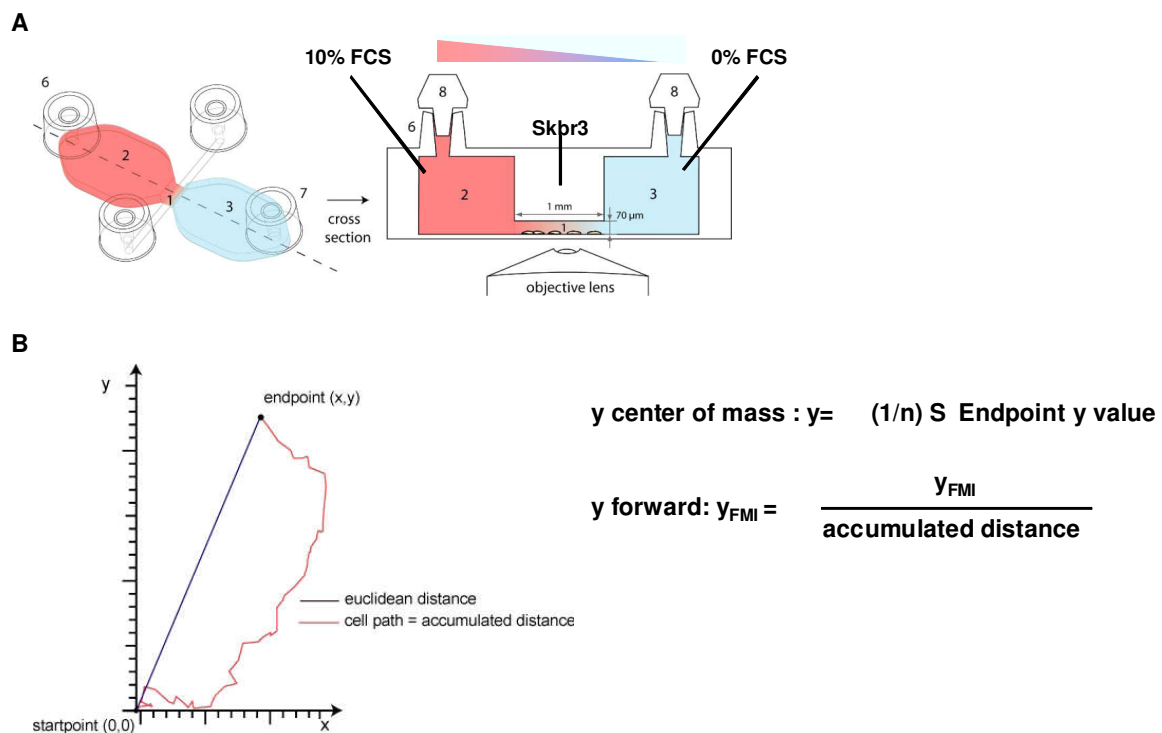 A
10% FCS
0% FCS
6
8
8
6
Skbr3
2
7
1
3
cross
section
2
1 mm
3
70 µm
1
objective lens
B
y
endpoint (x,y)
y center of mass : y= (1/n) S Endpoint y value
y forward: yFMI = yFMI
accumulated distance
euclidean distance
cell path = accumulated distance
startpoint (0,0)
x